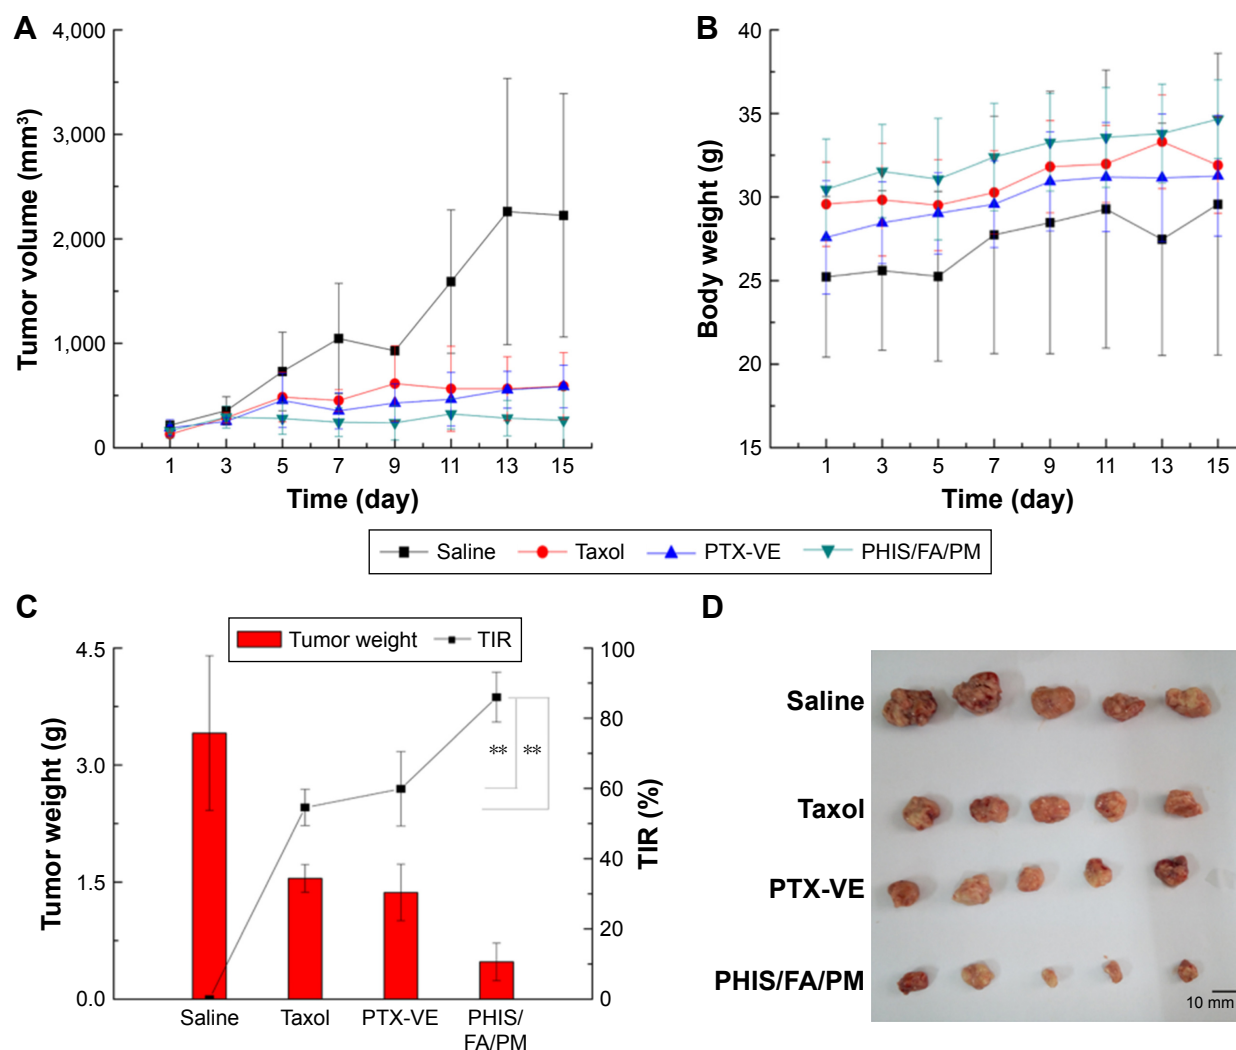 A
4,000
3,000
2,000
1,000
0
Tumor volume (mm³)
1 3 5 7 9 11 13 15
Time (day)
B
40
35
30
25
20
15
Body weight (g)
1 3 5 7 9 11 13 15
Time (day)
Saline Taxol PTX-VE PHIS/FA/PM
C
Tumor weight TIR
4.5
3.0
1.5
0.0
Tumor weight (g)
100
80
60
40
20
0
TIR (%)
** **
Saline Taxol PTX-VE PHIS/
FA/PM
D
Saline
Taxol
PTX-VE
PHIS/FA/PM
10 mm